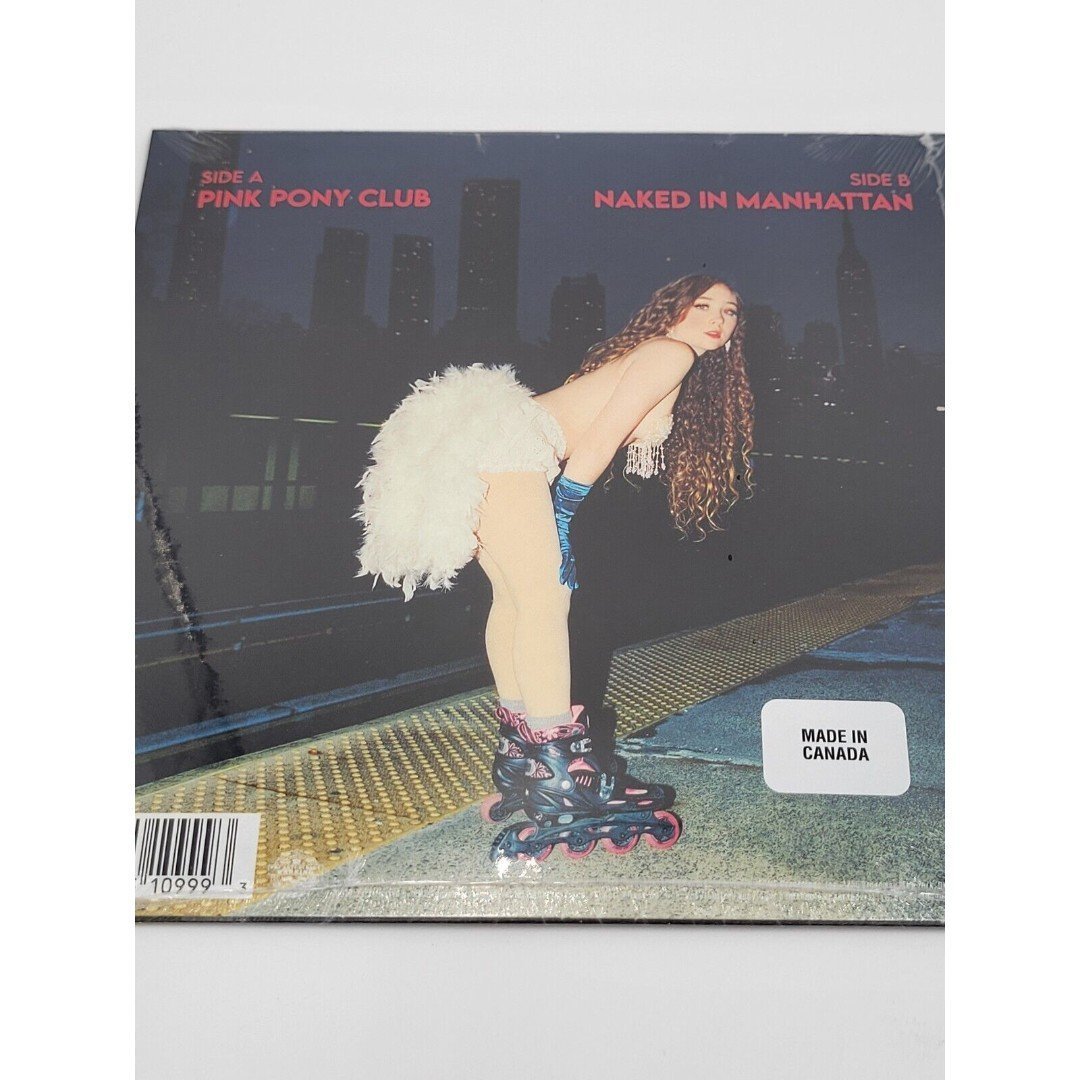 SIDE A
PINK PONY CLUB
SIDE B
NAKED IN MANHATTAN
MADE IN
CANADA
10999 3